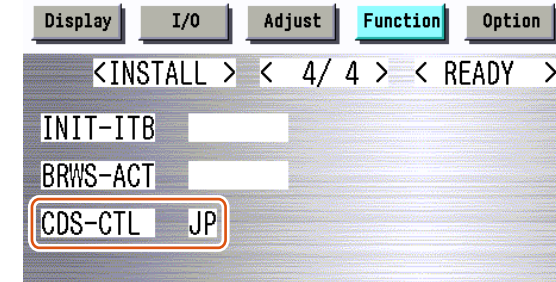 Display I/O Adjust Function Option
<INSTALL > < 4/ 4 > < READY >
INIT-ITB
BRWS-ACT
CDS-CTL JP